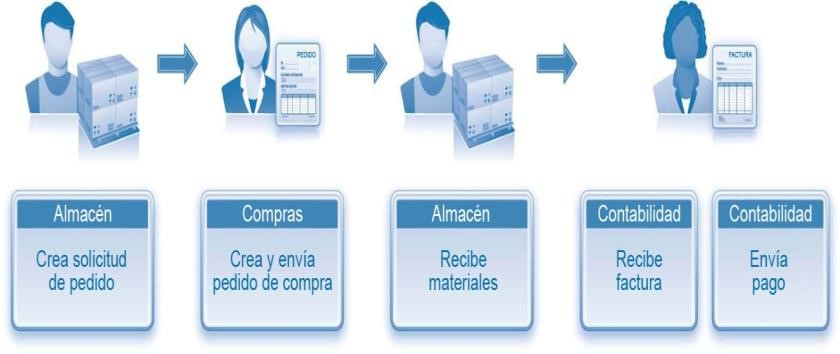 PEDIDO
FACTURA
Almacén
Crea solicitud
de pedido
Compras
Crea y envía
pedido de compra
Almacén
Recibe
materiales
Contabilidad
Recibe
factura
Contabilidad
Envía
pago